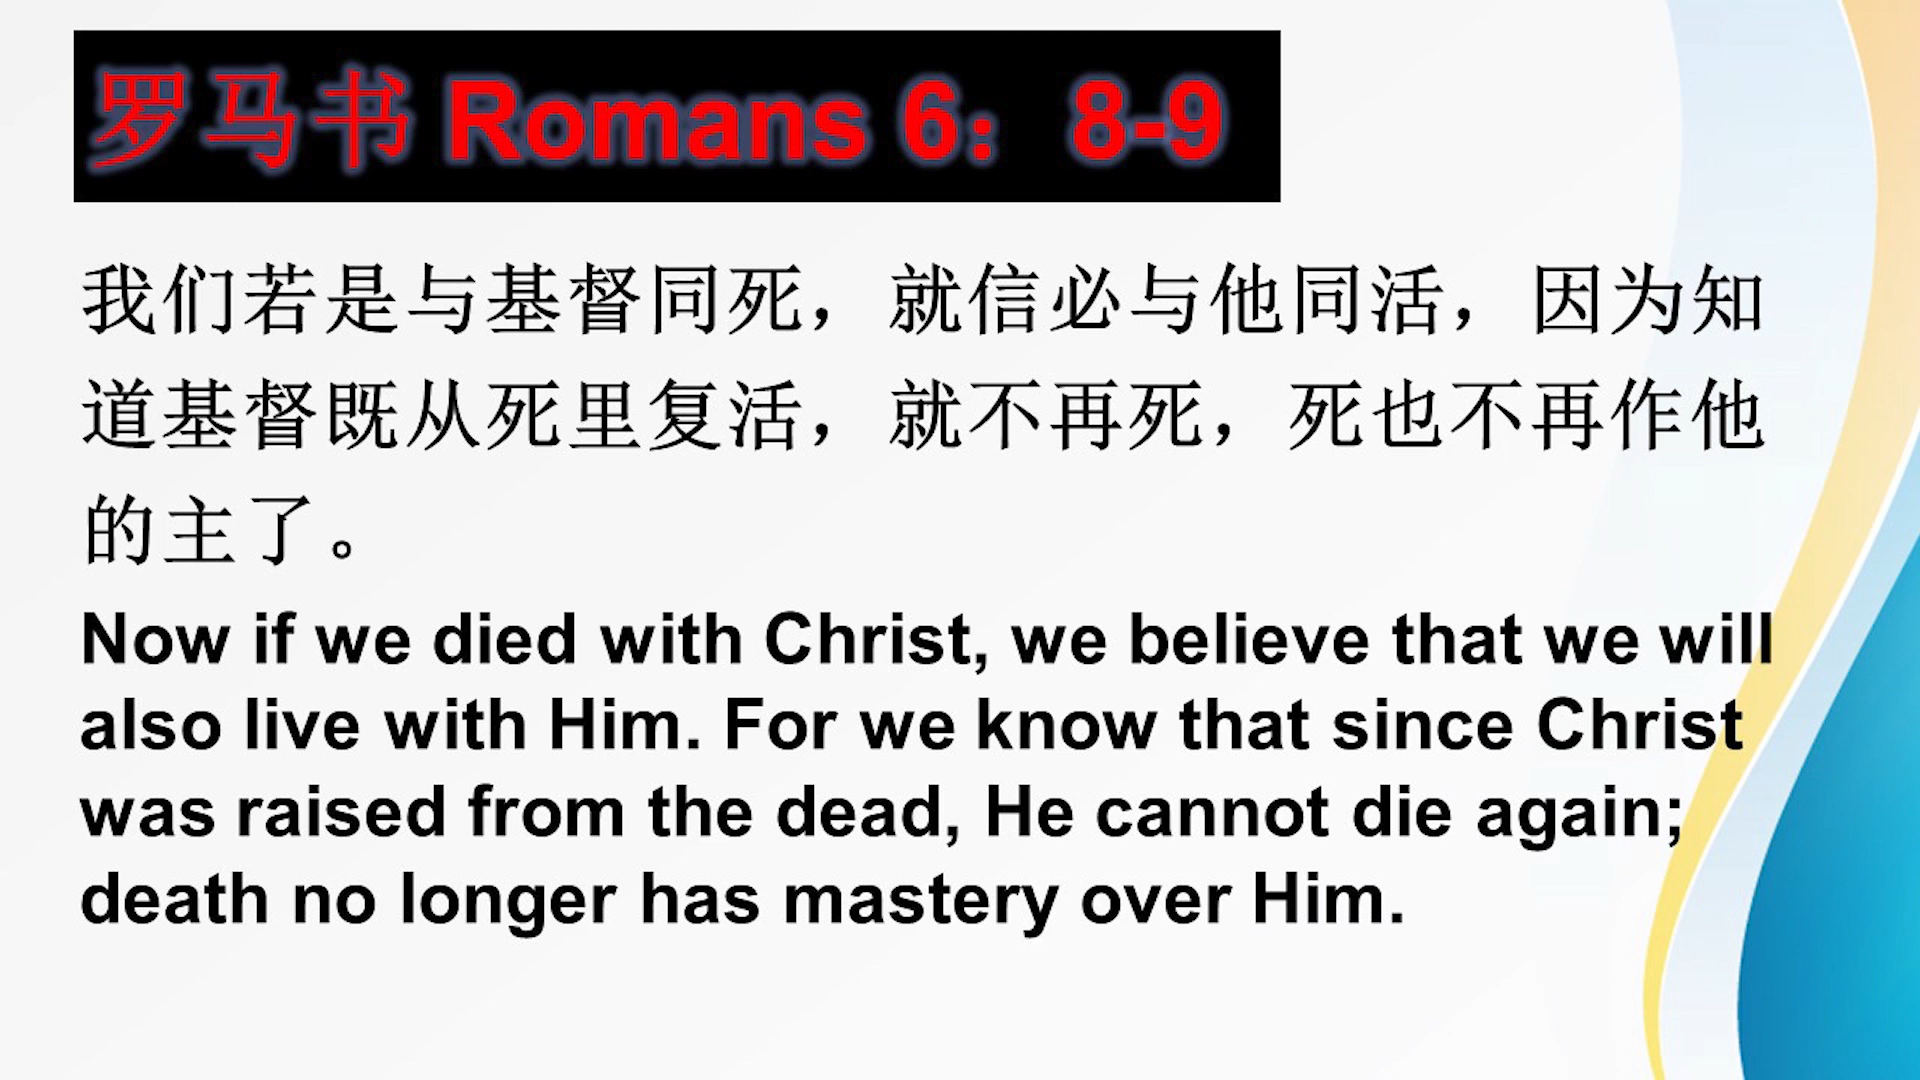 罗马书 Romans 6：8-9
我们若是与基督同死，就信必与他同活，因为知
道基督既从死里复活，就不再死，死也不再作他
的主了。
Now if we died with Christ, we believe that we will
also live with Him. For we know that since Christ
was raised from the dead, He cannot die again;
death no longer has mastery over Him.